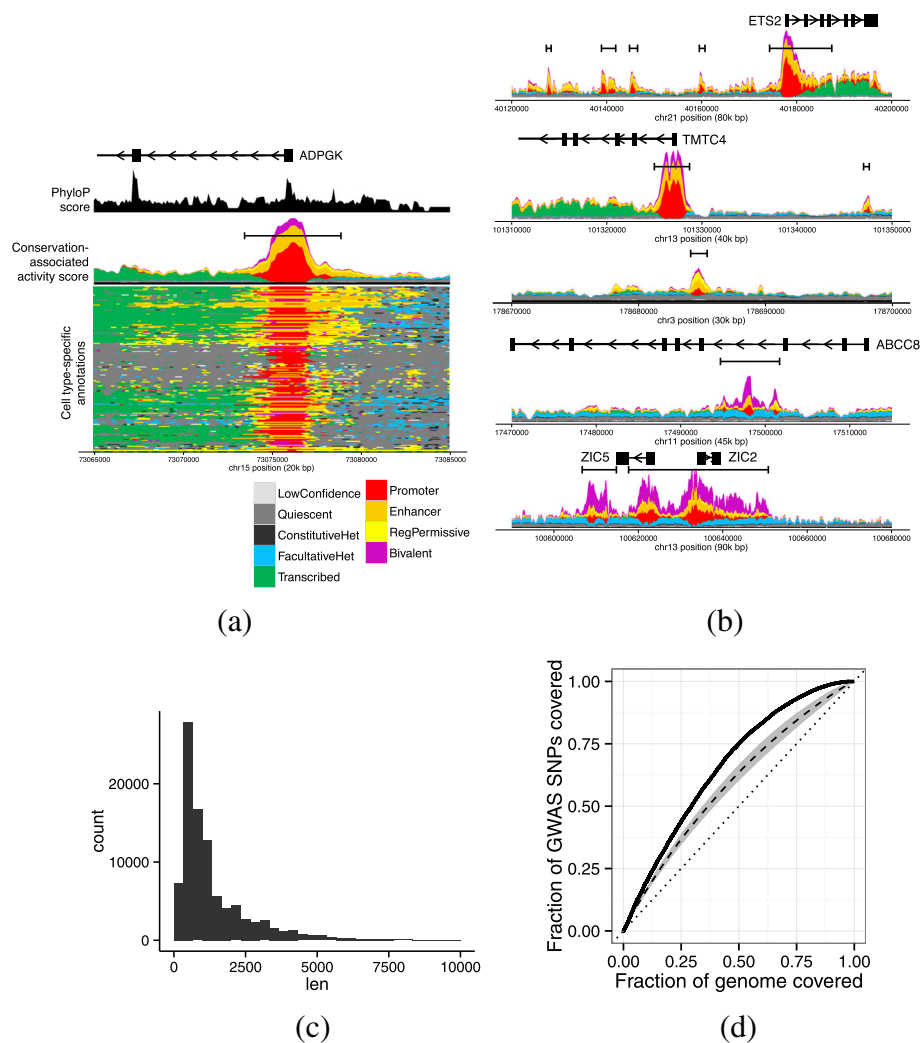 ADPGK
PhyloP
score
Conservation-
associated
activity score
Cell type-specific
annotations
73065000 73070000 73080000 73085000
chr15 position (20k bp)
LowConfidence
Quiescent
ConstitutiveHet
FacultativeHet
Transcribed
Promoter
Enhancer
RegPermissive
Bivalent
(a)
ETS2
40120000 40140000 40160000 40180000 40200000
chr21 position (80k bp)
TMTC4
101310000 101320000 101330000 101340000 101350000
chr13 position (40k bp)
178670000 178680000 178690000 178700000
chr3 position (30k bp)
ABCC8
17470000 17480000 17490000 17500000 17510000
chr11 position (45k bp)
ZIC5 ZIC2
100600000 100620000 100640000 100660000 100680000
chr13 position (90k bp)
(b)
count
20000
10000
0
0 2500 5000 7500 10000
len
(c)
Fraction of GWAS SNPs covered
1.00
0.75
0.50
0.25
0.00
0.00 0.25 0.50 0.75 1.00
Fraction of genome covered
(d)